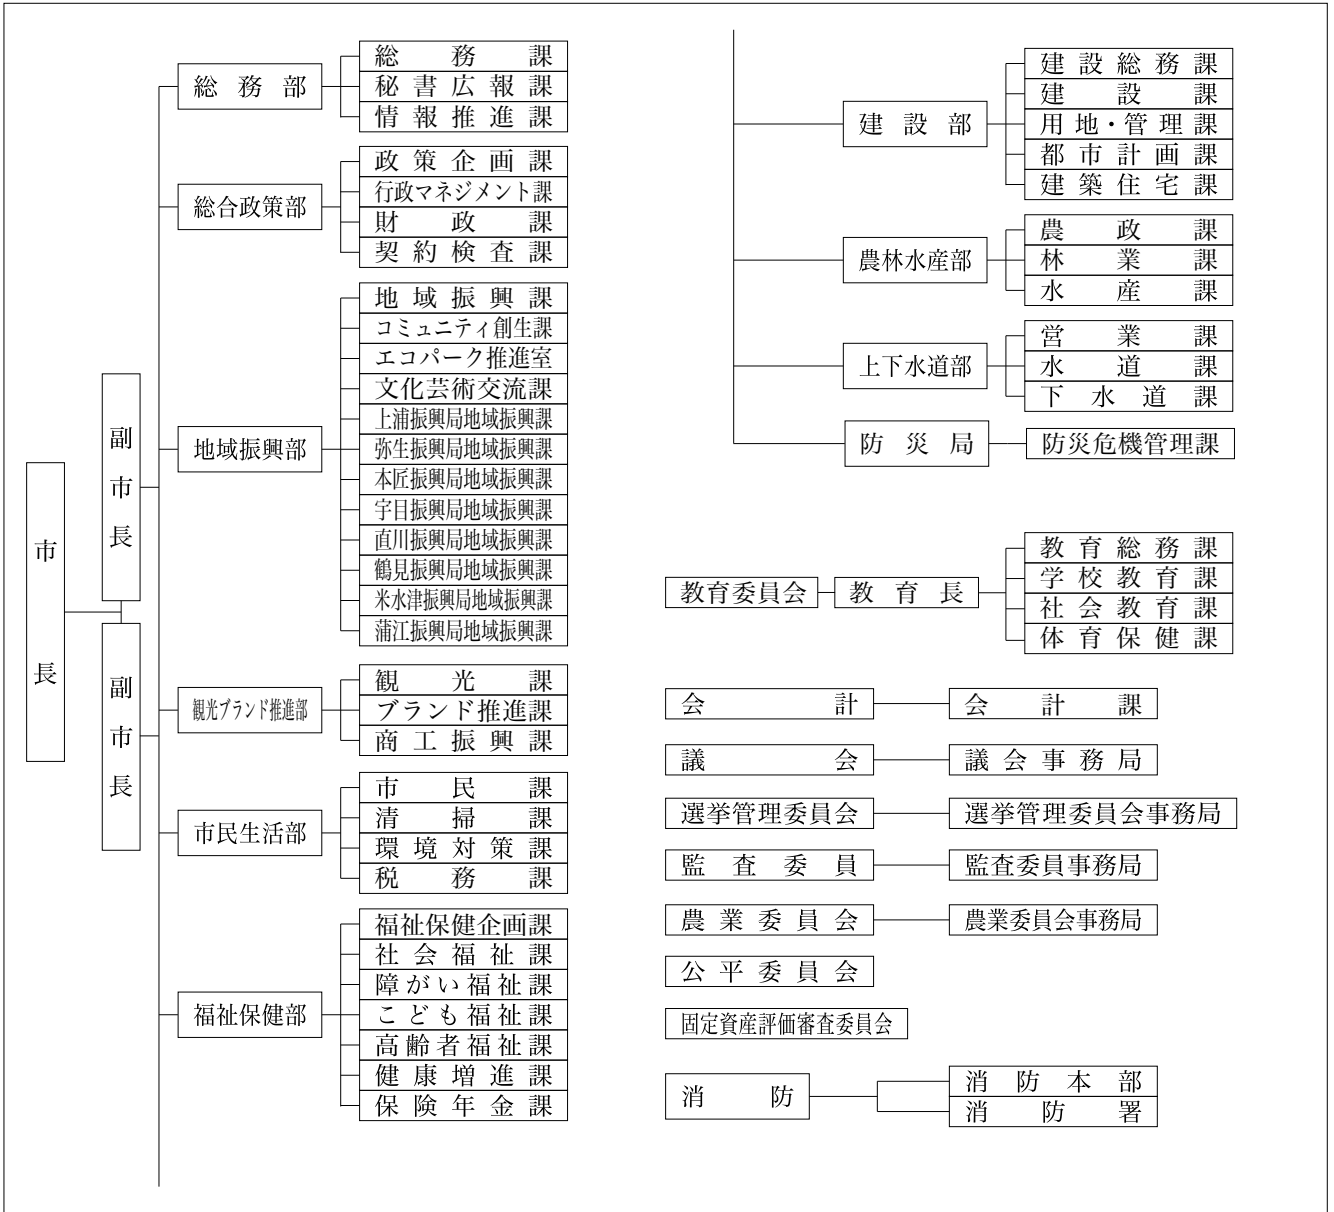 市長
副市長
副市長
総務部
総務課
秘書広報課
情報推進課
総合政策部
政策企画課
行政マネジメント課
財政課
契約検査課
地域振興部
地域振興課
コミュニティ創生課
エコパーク推進室
文化芸術交流課
上浦振興局地域振興課
弥生振興局地域振興課
本匠振興局地域振興課
宇目振興局地域振興課
直川振興局地域振興課
鶴見振興局地域振興課
米水津振興局地域振興課
蒲江振興局地域振興課
観光ブランド推進部
観光課
ブランド推進課
商工振興課
市民生活部
市民課
清掃課
環境対策課
税務課
福祉保健部
福祉保健企画課
社会福祉課
障がい福祉課
こども福祉課
高齢者福祉課
健康増進課
保険年金課
建設部
建設総務課
建設課
用地・管理課
都市計画課
建築住宅課
農林水産部
農政課
林業課
水産課
上下水道部
営業課
水道課
下水道課
防災局
防災危機管理課
教育委員会
教育長
教育総務課
学校教育課
社会教育課
体育保健課
会計
会計課
議会
議会事務局
選挙管理委員会
選挙管理委員会事務局
監査委員
監査委員事務局
農業委員会
農業委員会事務局
公平委員会
固定資産評価審査委員会
消防
消防本部
消防署